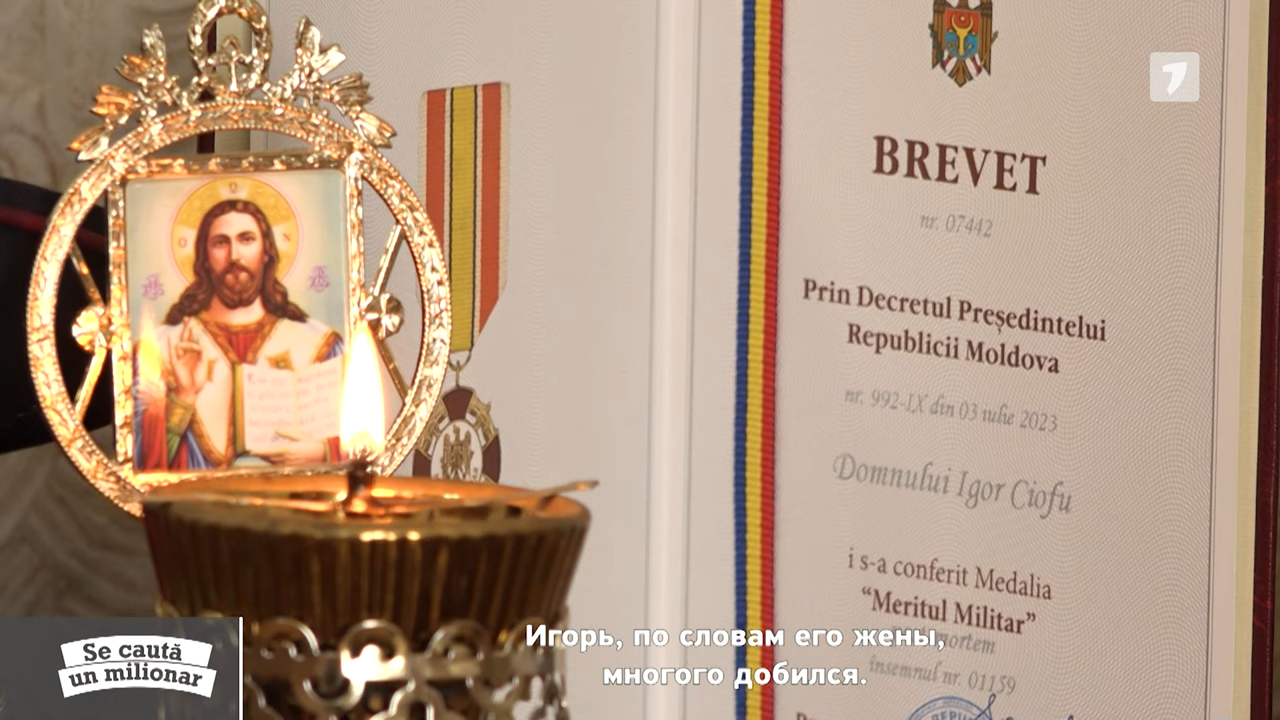 BREVET
nr. 07442
Prin Decretul Președintelui
Republicii Moldova
nr. 992-IX din 03 iulie 2023
Domnului Igor Ciofu
i s-a conferit Medalia
“Meritul Militar”
mortem
însemnul nr. 01159
Игорь, по словам его жены,
многого добился.
Se caută
un milionar